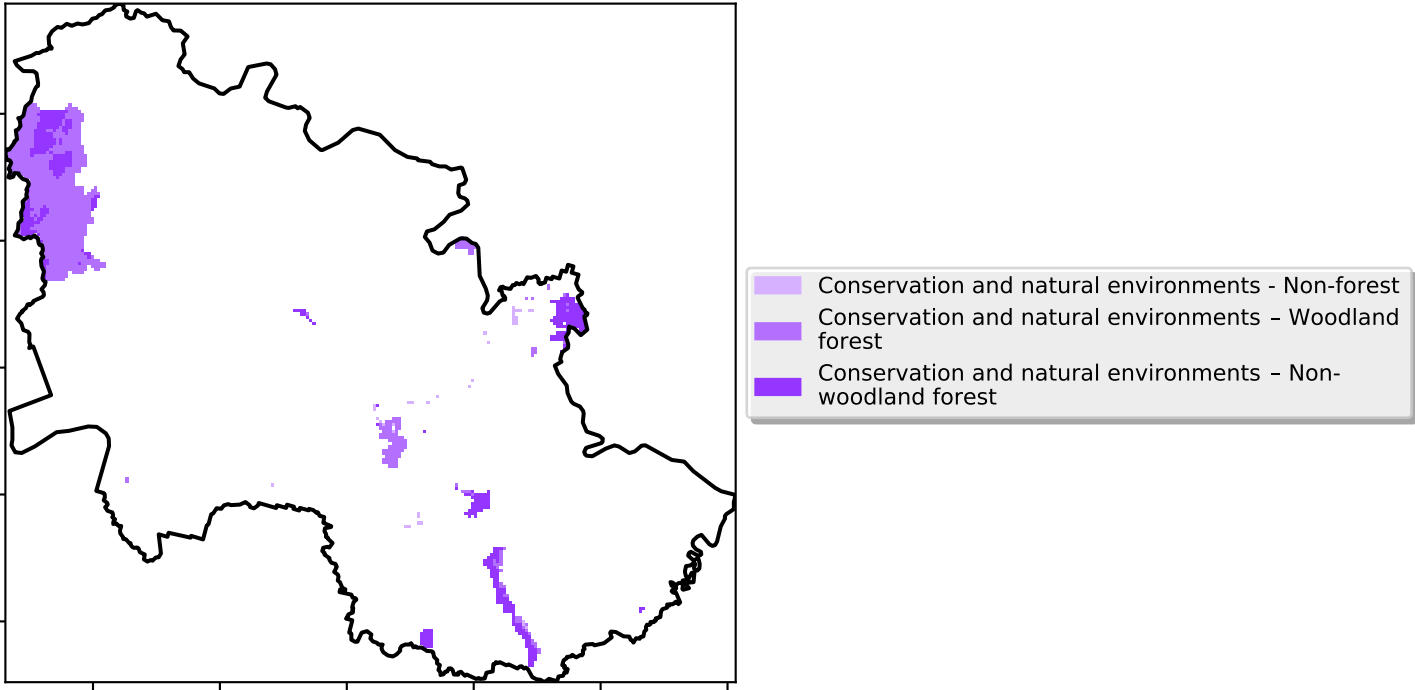 Conservation and natural environments - Non-forest
Conservation and natural environments – Woodland
forest
Conservation and natural environments – Non-
woodland forest